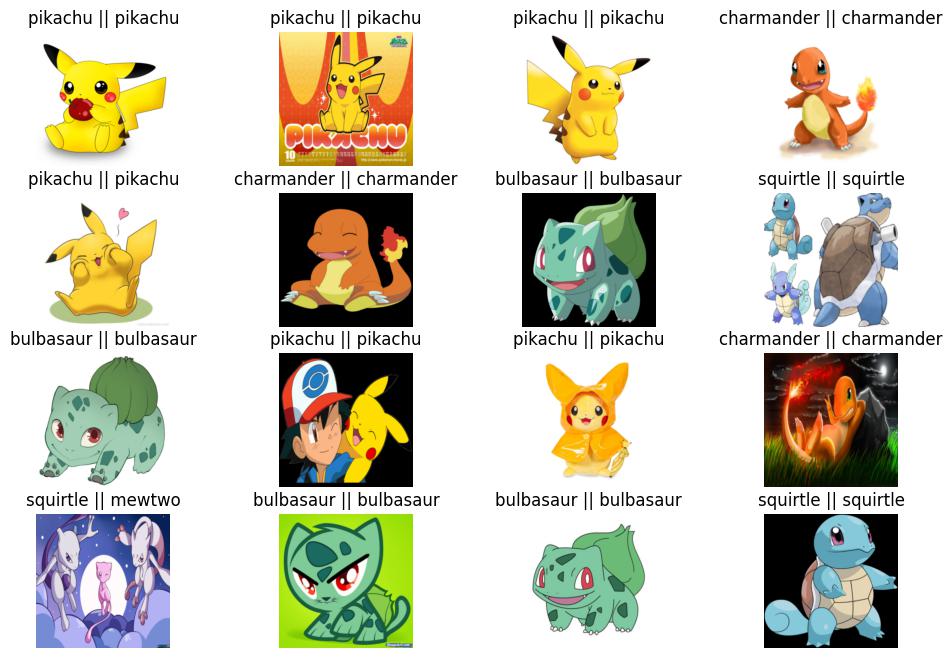 pikachu || pikachu
pikachu || pikachu
pikachu || pikachu
charmander || charmander
PIKACHU
10
pikachu || pikachu
charmander || charmander
bulbasaur || bulbasaur
squirtle || squirtle
bulbasaur || bulbasaur
pikachu || pikachu
pikachu || pikachu
charmander || charmander
squirtle || mewtwo
bulbasaur || bulbasaur
bulbasaur || bulbasaur
squirtle || squirtle